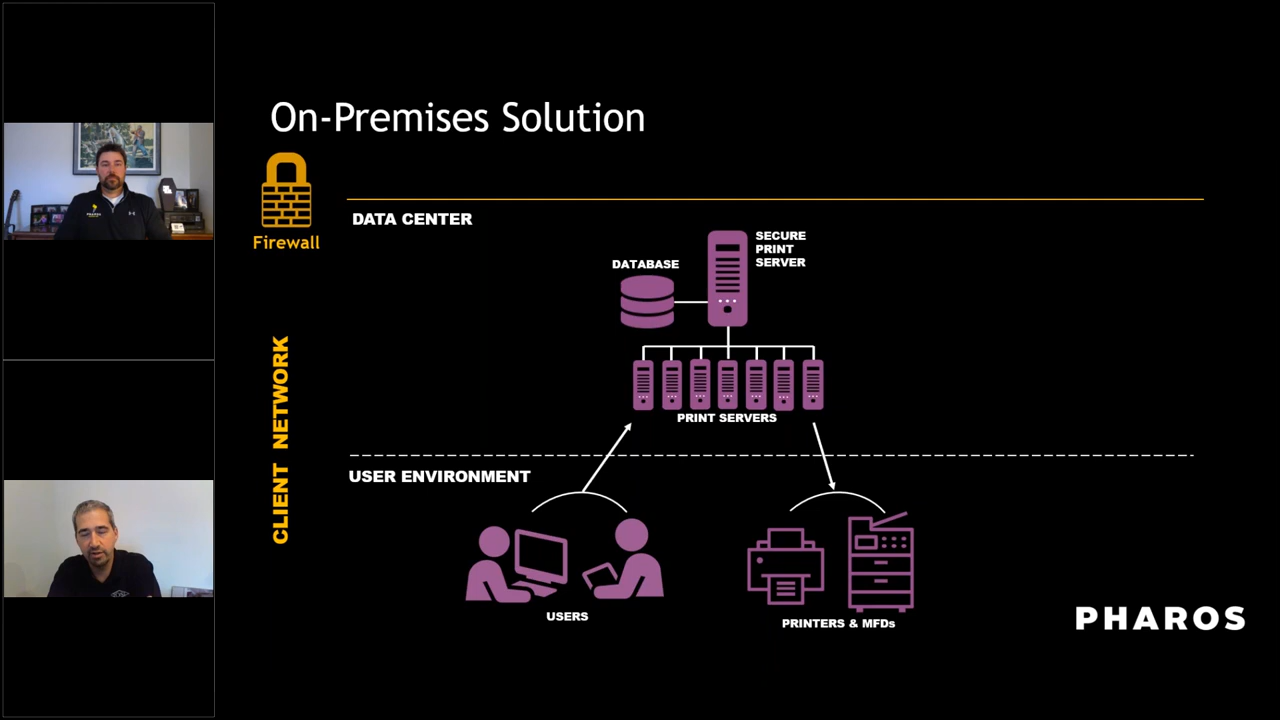 On-Premises Solution
Firewall
DATA CENTER
SECURE
PRINT
SERVER
DATABASE
PRINT SERVERS
CLIENT NETWORK
USER ENVIRONMENT
USERS
PRINTERS & MFDs
PHAROS
PHAROS